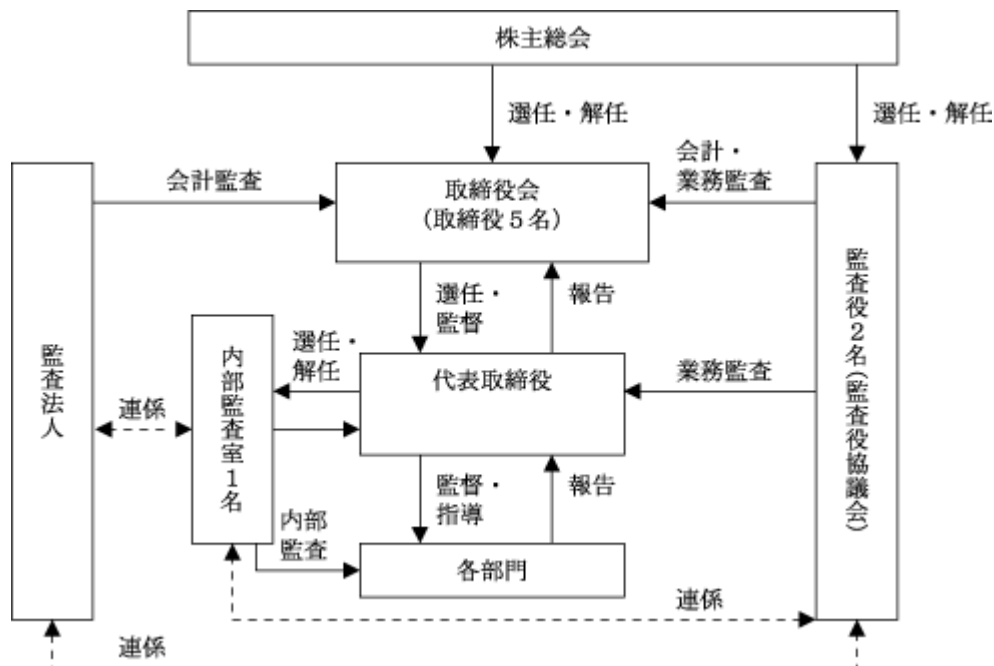 株主総会
選任・解任
選任・解任
会計監査
取締役会
(取締役5名)
会計・
業務監査
選任・
監督
報告
監査法人
連係
内部監査室1名
選任・
解任
代表取締役
業務監査
監査役2名(監査役協議会)
監督・
指導
報告
内部
監査
各部門
連係
連係